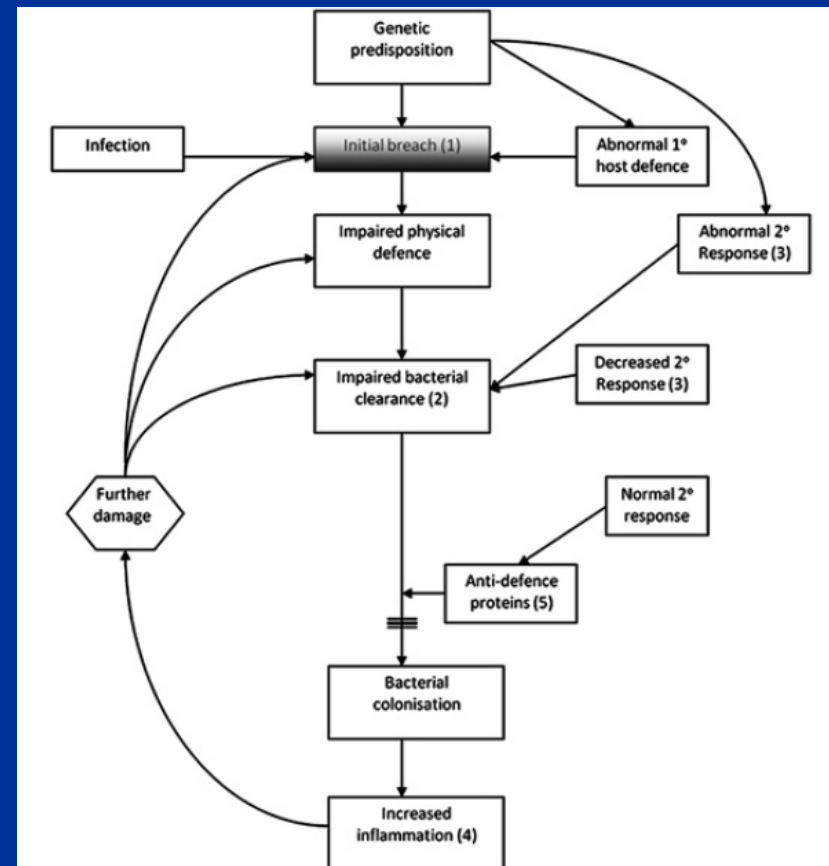 Genetic
predisposition
Infection
Initial breach (1)
Abnormal 1°
host defence
Impaired physical
defence
Abnormal 2°
Response (3)
Impaired bacterial
clearance (2)
Decreased 2°
Response (3)
Further
damage
Normal 2°
response
Anti-defence
proteins (5)
Bacterial
colonisation
Increased
inflammation (4)